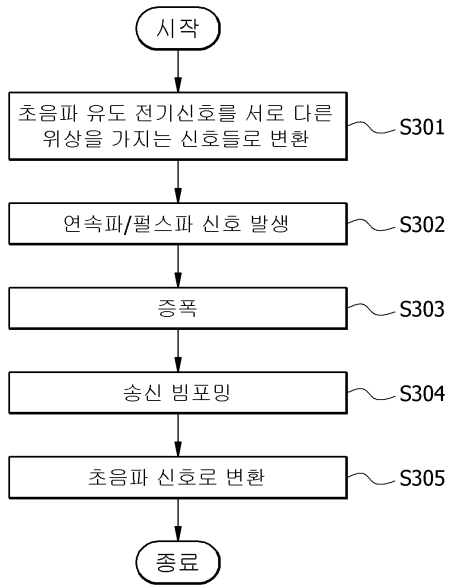 시작
초음파 유도 전기신호를 서로 다른
위상을 가지는 신호들로 변환
S301
연속파/펄스파 신호 발생
S302
증폭
S303
송신 빔포밍
S304
초음파 신호로 변환
S305
종료